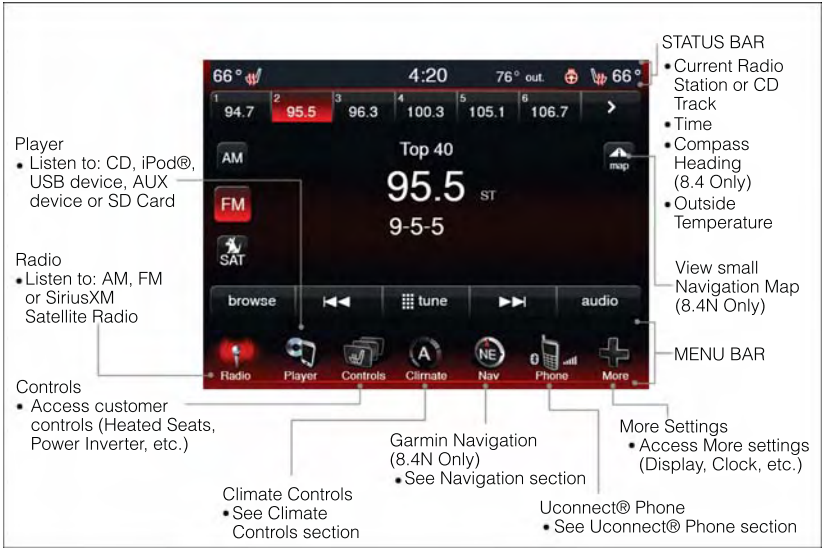 STATUS BAR
• Current Radio
Station or CD
Track
• Time
• Compass
Heading
(8.4 Only)
• Outside
Temperature
66° 4:20 76° out. 66°
1 94.7 2 95.5 3 96.3 4 100.3 5 105.1 6 106.7 >
Player
• Listen to: CD, iPod®,
USB device, AUX
device or SD Card
AM
Top 40
map
FM
95.5 ST
9-5-5
SAT
Radio
• Listen to: AM, FM
or SiriusXM
Satellite Radio
View small
Navigation Map
(8.4N Only)
browse tune audio
MENU BAR
A NE
Radio Player Controls Climate Nav Phone More
Controls
• Access customer
controls (Heated Seats,
Power Inverter, etc.)
Climate Controls
• See Climate
Controls section
Garmin Navigation
(8.4N Only)
• See Navigation section
Uconnect® Phone
• See Uconnect® Phone section
More Settings
• Access More settings
(Display, Clock, etc.)